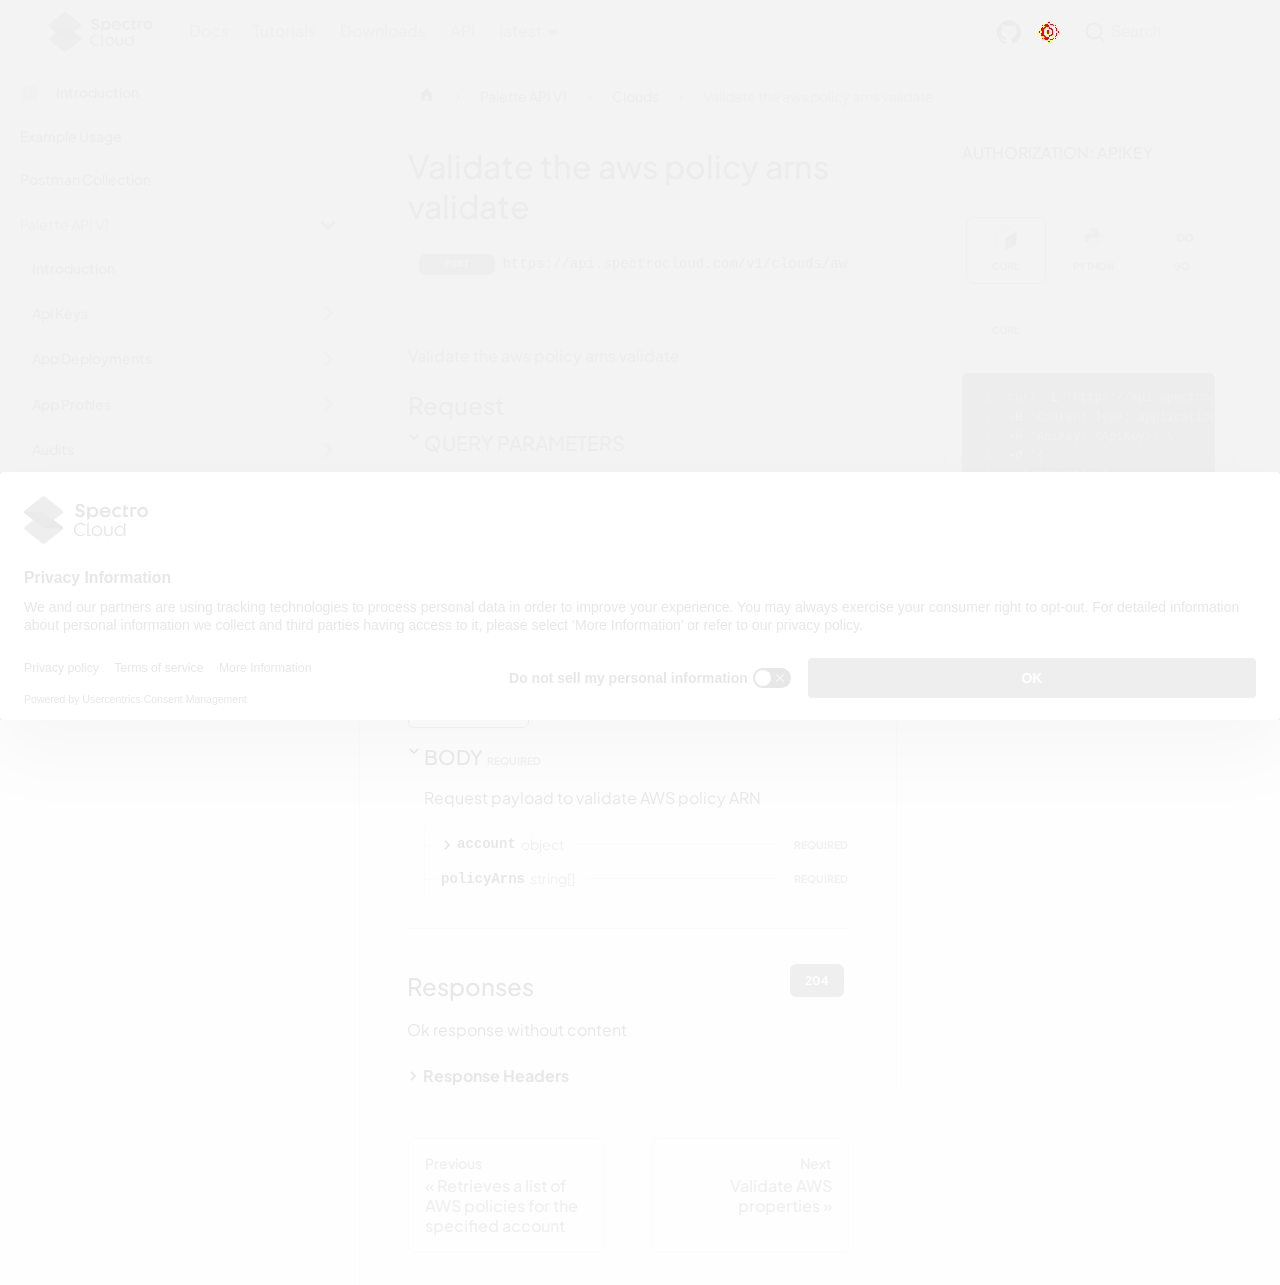 Spectro
Cloud
Docs Tutorials Downloads API latest
Search
Introduction
Palette API V1
Clouds
Validate the aws policy arns validate
Example Usage
Validate the aws policy arns
validate
AUTHORIZATION: APIKEY
Postman Collection
Palette API V1
CURL PYTHON GO
https://api.spectrocloud.com/v1/clouds/aw
Introduction
Api Keys
CURL
App Deployments
Validate the aws policy arns validate
App Profiles
Request
Audits
QUERY PARAMETERS
Spectro
Cloud
Privacy Information
We and our partners are using tracking technologies to process personal data in order to improve your experience. You may always exercise your consumer right to opt-out. For detailed information
about personal information we collect and third parties having access to it, please select 'More Information' or refer to our privacy policy.
Privacy policy Terms of service More Information
Do not sell my personal information
OK
Powered by Usercentrics Consent Management
BODY REQUIRED
Request payload to validate AWS policy ARN
account object REQUIRED
policyArns string[] REQUIRED
Responses
204
Ok response without content
Response Headers
Previous
« Retrieves a list of
AWS policies for the
specified account
Next
Validate AWS
properties »